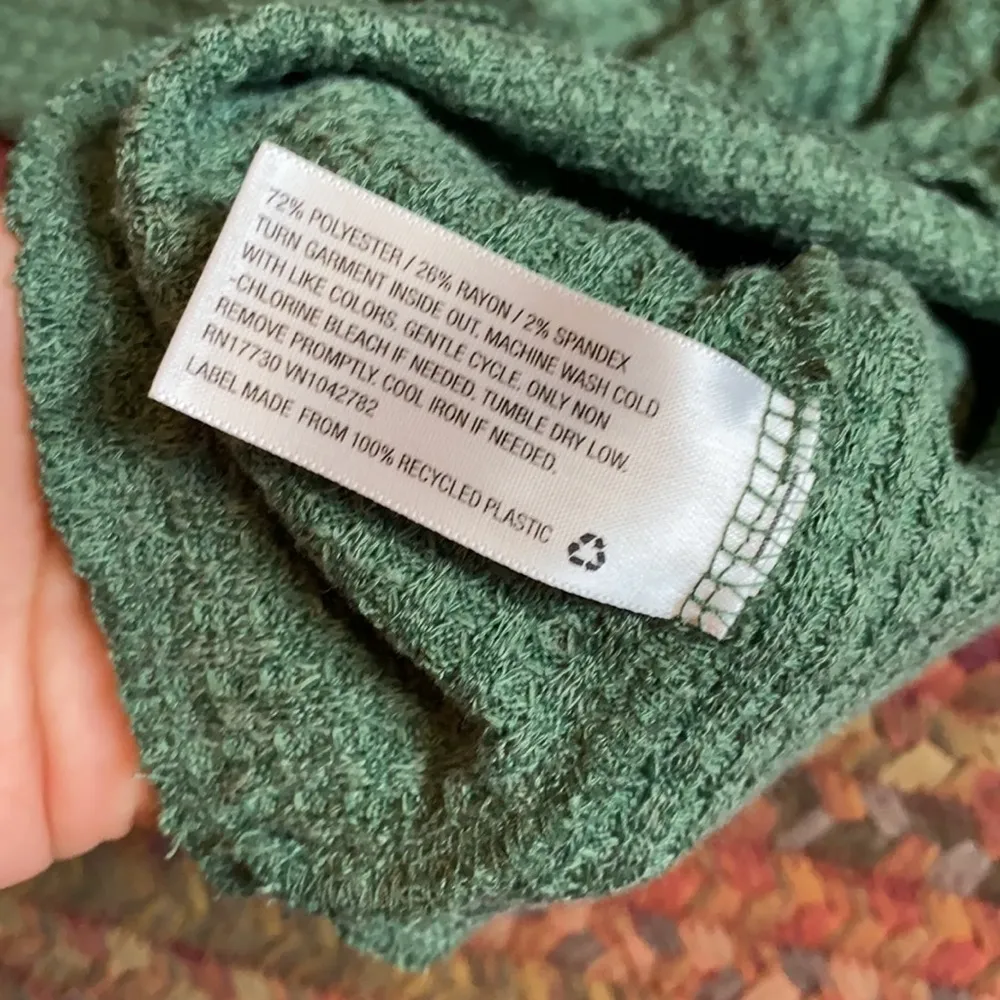 72% POLYESTER / 26% RAYON / 2% SPANDEX
TURN GARMENT INSIDE OUT. MACHINE WASH COLD
WITH LIKE COLORS. GENTLE CYCLE. ONLY NON
-CHLORINE BLEACH IF NEEDED. TUMBLE DRY LOW.
REMOVE PROMPTLY. COOL IRON IF NEEDED.
RN17730 VN1042782
LABEL MADE FROM 100% RECYCLED PLASTIC